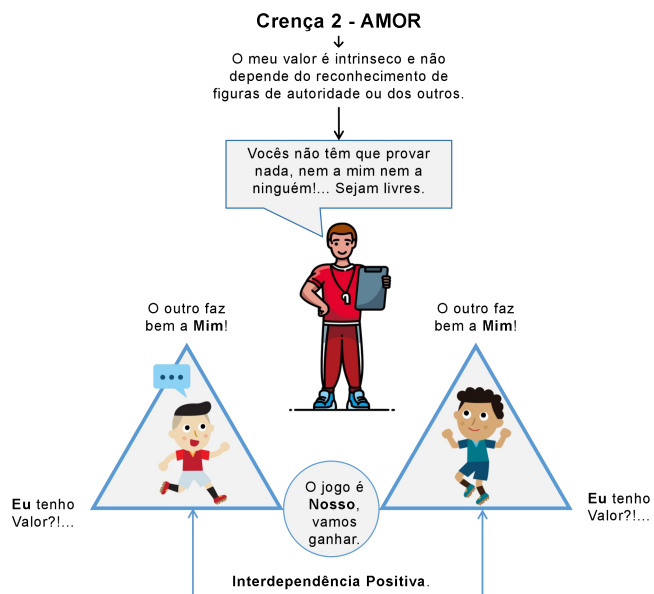 Crença 2 - AMOR
O meu valor é intrinseco e não
depende do reconhecimento de
figuras de autoridade ou dos outros.
Vocês não têm que provar
nada, nem a mim nem a
ninguém!... Sejam livres.
O outro faz
bem a Mim!
O outro faz
bem a Mim!
O jogo é
Nosso,
vamos
ganhar.
Eu tenho
Valor?!...
Eu tenho
Valor?!...
Interdependência Positiva.